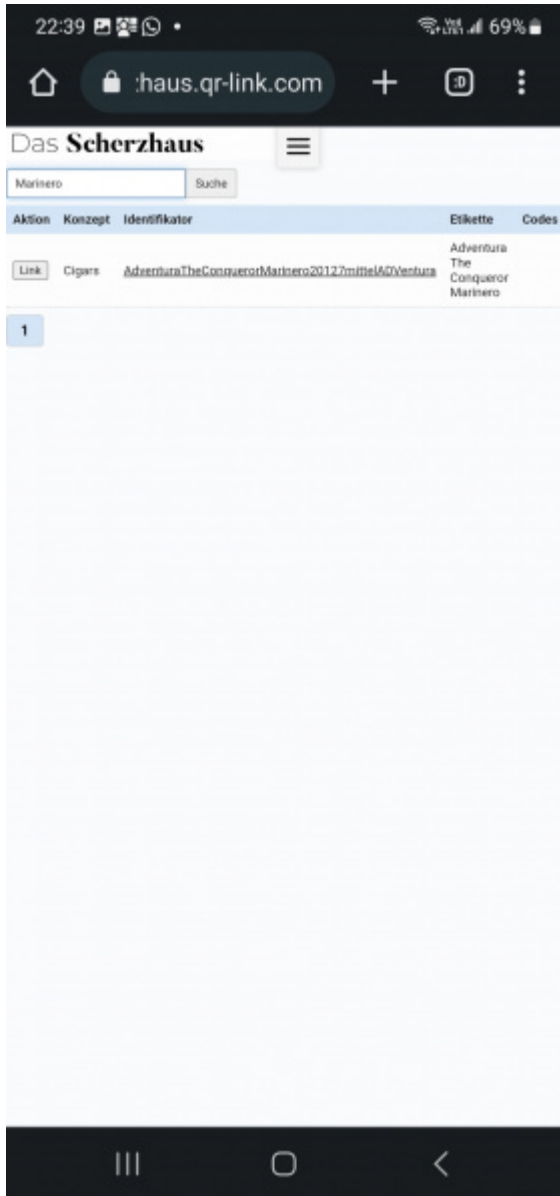 22:39
69%
:haus.qr-link.com
:D
Das Scherzhaus
Marinero
Suche
Aktion Konzept Identifikator Etikette Codes
Link Cigars AdventuraTheConquerorMarinero20127mittelADVentura
Adventura
The
Conqueror
Marinero
1